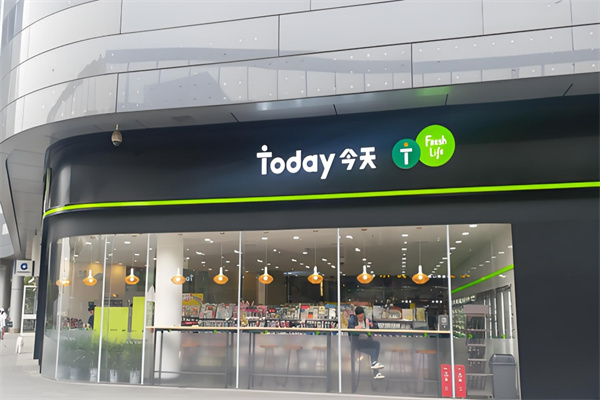 Today 今天
T
Fresh
Life